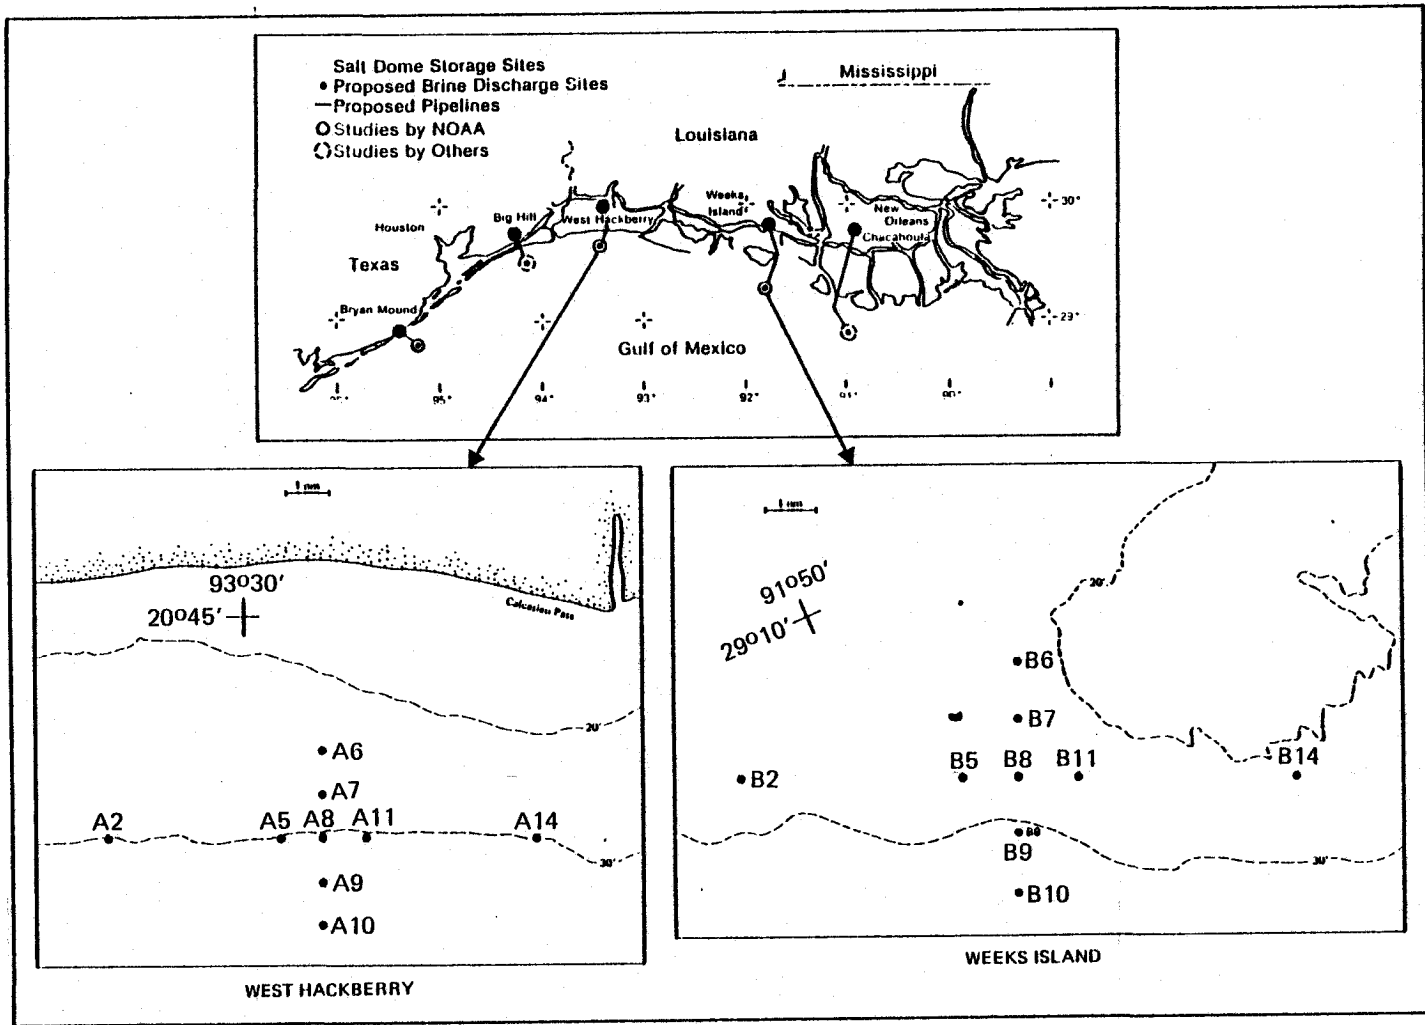 Salt Dome Storage Sites
Proposed Brine Discharge Sites
Proposed Pipelines
Studies by NOAA
Studies by Others
Mississippi
Louisiana
Weeks
Island
Houston
Big Hill
West Hackberry
New
Orleans
Chacahoula
30°
Texas
Bryan Mound
29°
Gulf of Mexico
95°
94°
93°
92°
91°
90°
1 nm
93°30'
20°45'
Calcasieu Pass
20'
A6
A7
A2
A5
A8
A11
A14
30'
A9
A10
WEST HACKBERRY
1 nm
91°50'
29°10'
20'
B6
B7
B2
B5
B8
B11
B14
B9
30'
B10
WEEKS ISLAND